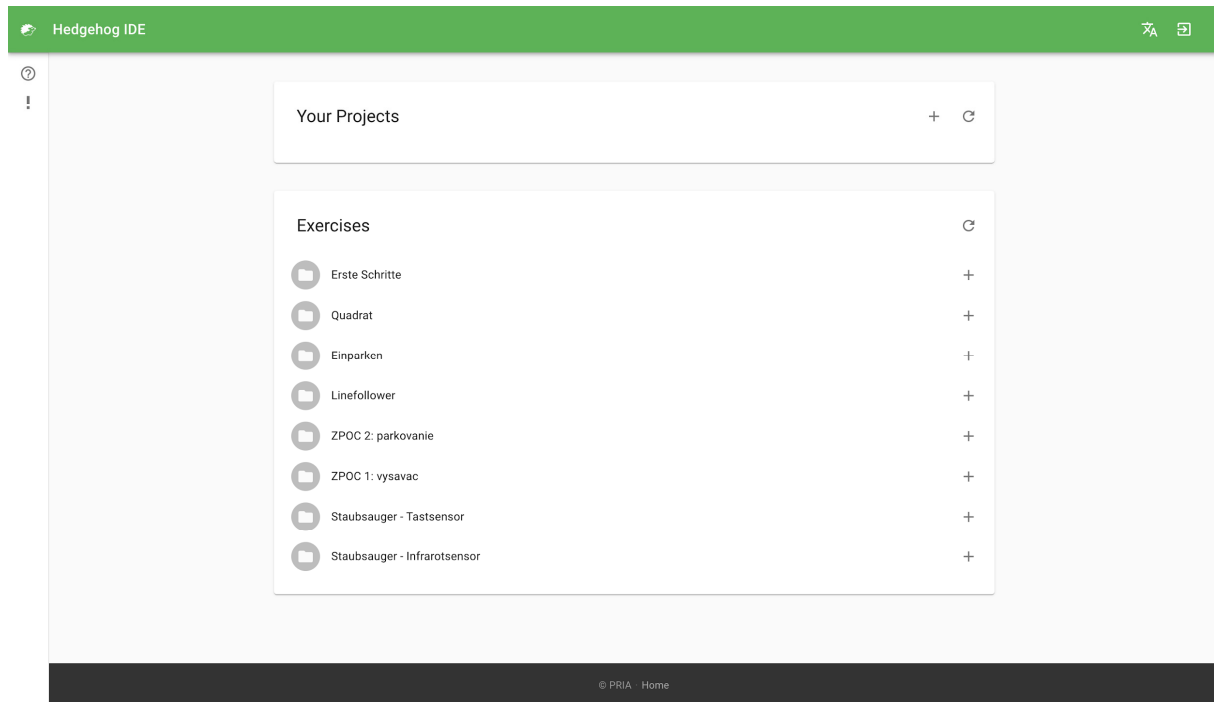 Hedgehog IDE
Your Projects
Exercises
Erste Schritte
Quadrat
Einparken
Linefollower
ZPOC 2: parkovanie
ZPOC 1: vysavac
Staubsauger - Tastsensor
Staubsauger - Infrarotsensor
© PRIA · Home